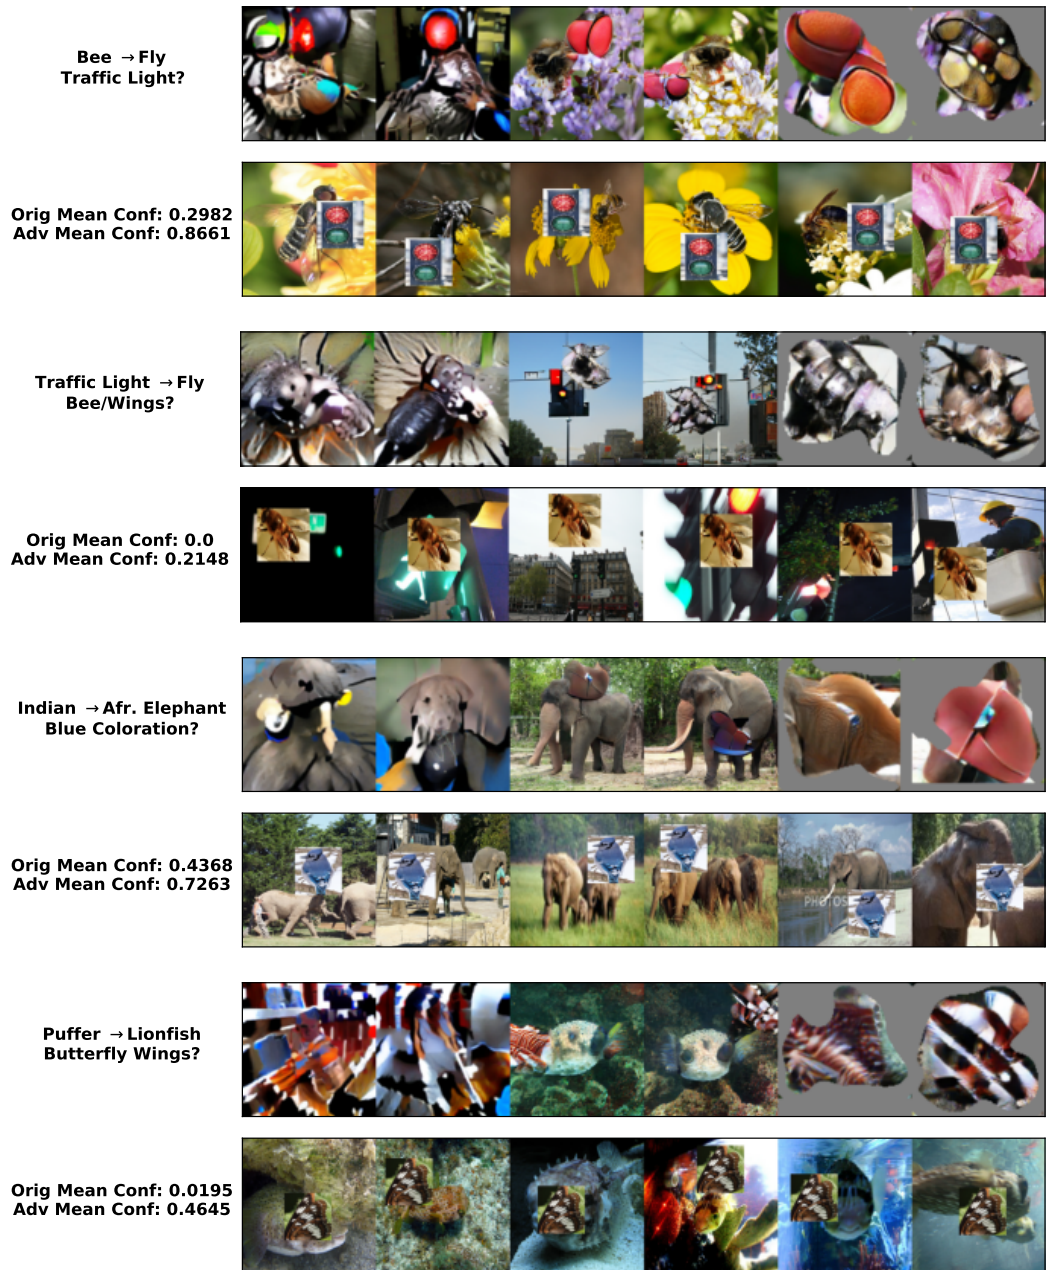 Bee →Fly
Traffic Light?
Orig Mean Conf: 0.2982
Adv Mean Conf: 0.8661
Traffic Light →Fly
Bee/Wings?
Orig Mean Conf: 0.0
Adv Mean Conf: 0.2148
Indian →Afr. Elephant
Blue Coloration?
Orig Mean Conf: 0.4368
Adv Mean Conf: 0.7263
PHOTOS
Puffer →Lionfish
Butterfly Wings?
Orig Mean Conf: 0.0195
Adv Mean Conf: 0.4645